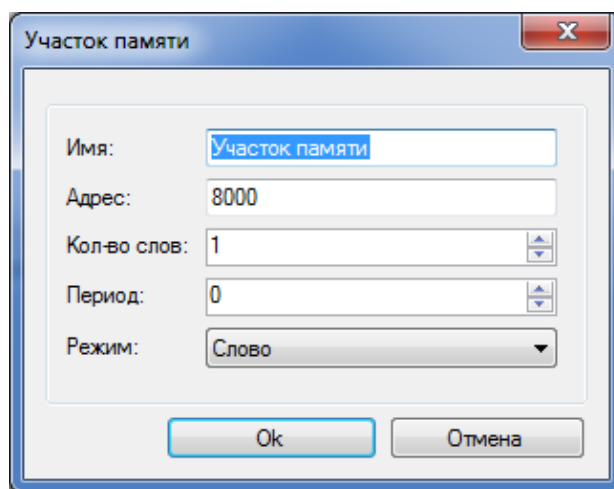 Участок памяти
Имя: Участок памяти
Адрес: 8000
Кол-во слов: 1
Период: 0
Режим: Слово
Ok Отмена